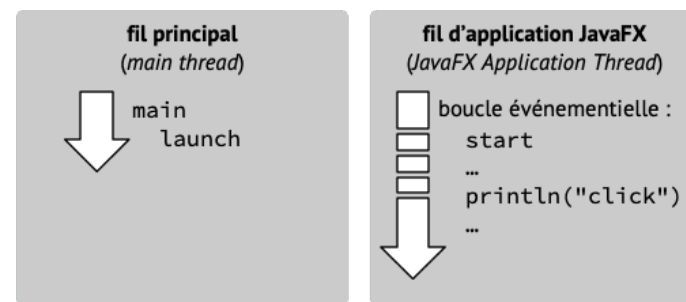 fil principal
(main thread)
main
launch
fil d’application JavaFX
(JavaFX Application Thread)
boucle événementielle :
start
…
println("click")
…